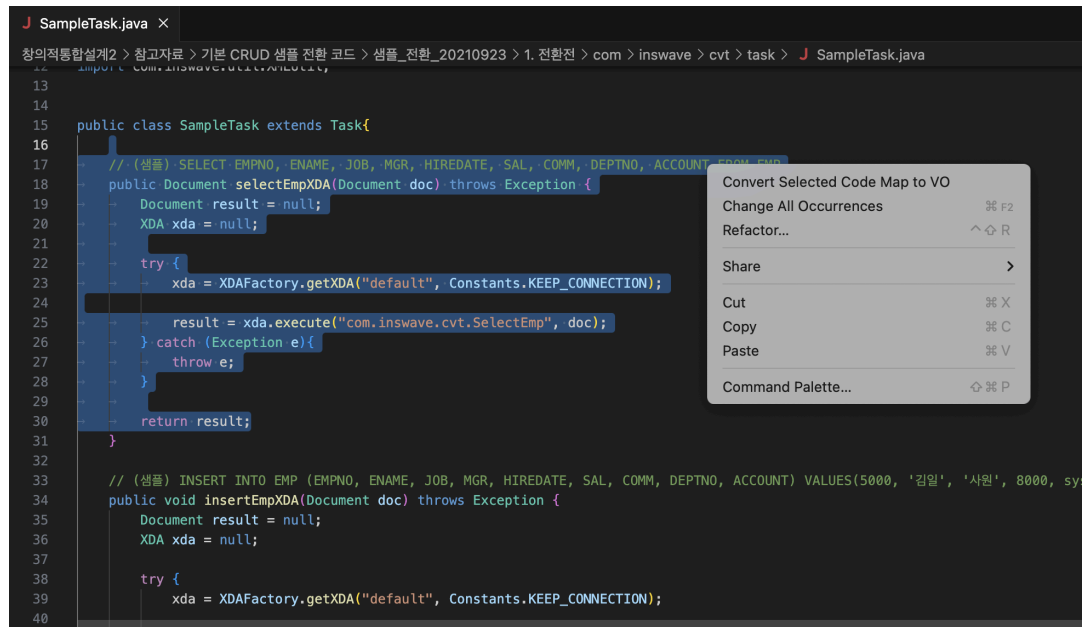 J SampleTask.java ×
창의적통합설계2 > 참고자료 > 기본 CRUD 샘플 전환 코드 > 샘플_전환_20210923 > 1. 전환전 > com > inswave > cvt > task > J SampleTask.java
12 import com.inswave.util.XMLUtil;
13
14
15 public class SampleTask extends Task{
16
17 // (샘플) SELECT EMPNO, ENAME, JOB, MGR, HIREDATE, SAL, COMM, DEPTNO, ACCOUNT FROM EMP
18 public Document selectEmpXDA(Document doc) throws Exception {
19 Document result = null;
20 XDA xda = null;
21
22 try {
23 xda = XDAFactory.getXDA("default", Constants.KEEP_CONNECTION);
24
25 result = xda.execute("com.inswave.cvt.SelectEmp", doc);
26 } catch (Exception e){
27 throw e;
28 }
29
30 return result;
31 }
32
33 // (샘플) INSERT INTO EMP (EMPNO, ENAME, JOB, MGR, HIREDATE, SAL, COMM, DEPTNO, ACCOUNT) VALUES(5000, '김일', '사원', 8000, sys
34 public void insertEmpXDA(Document doc) throws Exception {
35 Document result = null;
36 XDA xda = null;
37
38 try {
39 xda = XDAFactory.getXDA("default", Constants.KEEP_CONNECTION);
40
Convert Selected Code Map to VO
Change All Occurrences ⌘ F2
Refactor... ^⇧ R
Share >
Cut ⌘ X
Copy ⌘ C
Paste ⌘ V
Command Palette... ⇧⌘ P